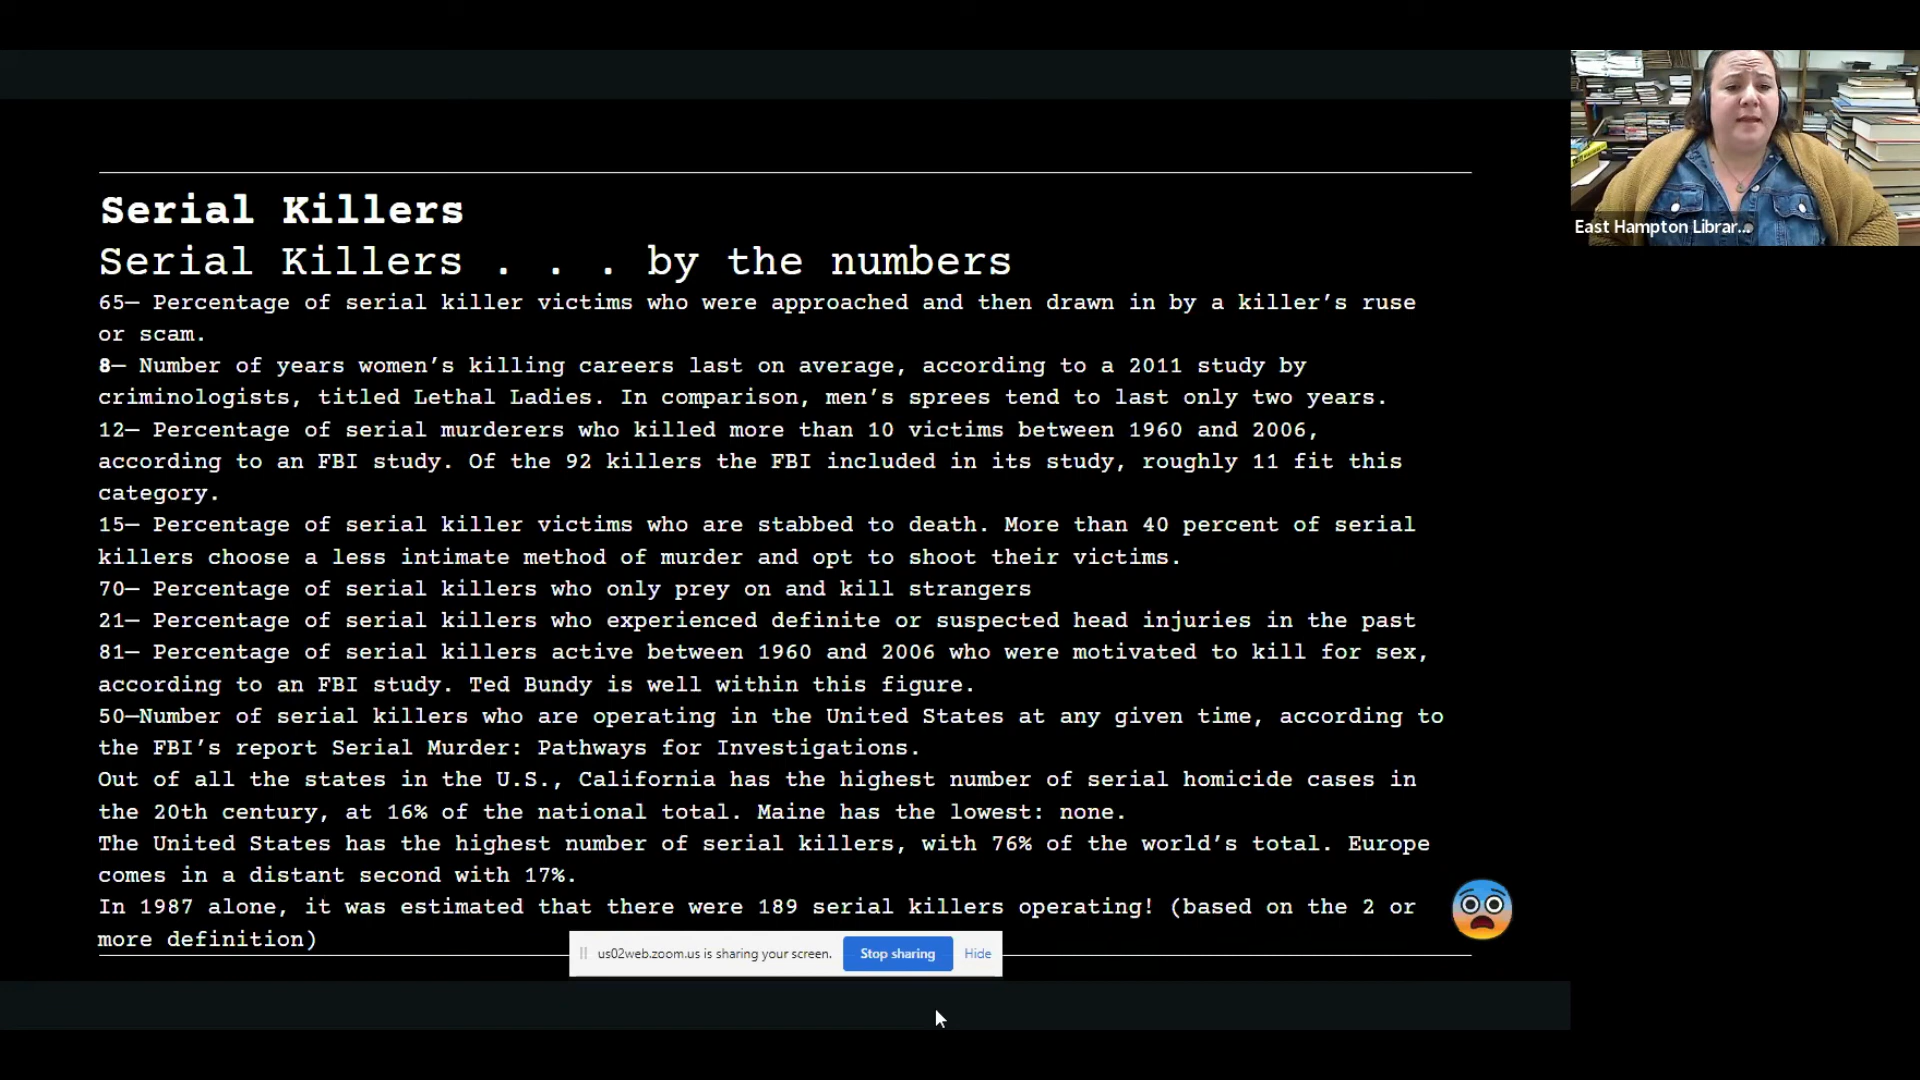 Serial Killers
Serial Killers . . . by the numbers
65— Percentage of serial killer victims who were approached and then drawn in by a killer’s ruse
or scam.
8— Number of years women’s killing careers last on average, according to a 2011 study by
criminologists, titled Lethal Ladies. In comparison, men’s sprees tend to last only two years.
12— Percentage of serial murderers who killed more than 10 victims between 1960 and 2006,
according to an FBI study. Of the 92 killers the FBI included in its study, roughly 11 fit this
category.
15— Percentage of serial killer victims who are stabbed to death. More than 40 percent of serial
killers choose a less intimate method of murder and opt to shoot their victims.
70— Percentage of serial killers who only prey on and kill strangers
21— Percentage of serial killers who experienced definite or suspected head injuries in the past
81— Percentage of serial killers active between 1960 and 2006 who were motivated to kill for sex,
according to an FBI study. Ted Bundy is well within this figure.
50—Number of serial killers who are operating in the United States at any given time, according to
the FBI’s report Serial Murder: Pathways for Investigations.
Out of all the states in the U.S., California has the highest number of serial homicide cases in
the 20th century, at 16% of the national total. Maine has the lowest: none.
The United States has the highest number of serial killers, with 76% of the world’s total. Europe
comes in a distant second with 17%.
In 1987 alone, it was estimated that there were 189 serial killers operating! (based on the 2 or
more definition)
us02web.zoom.us is sharing your screen. Stop sharing Hide
East Hampton Librar...